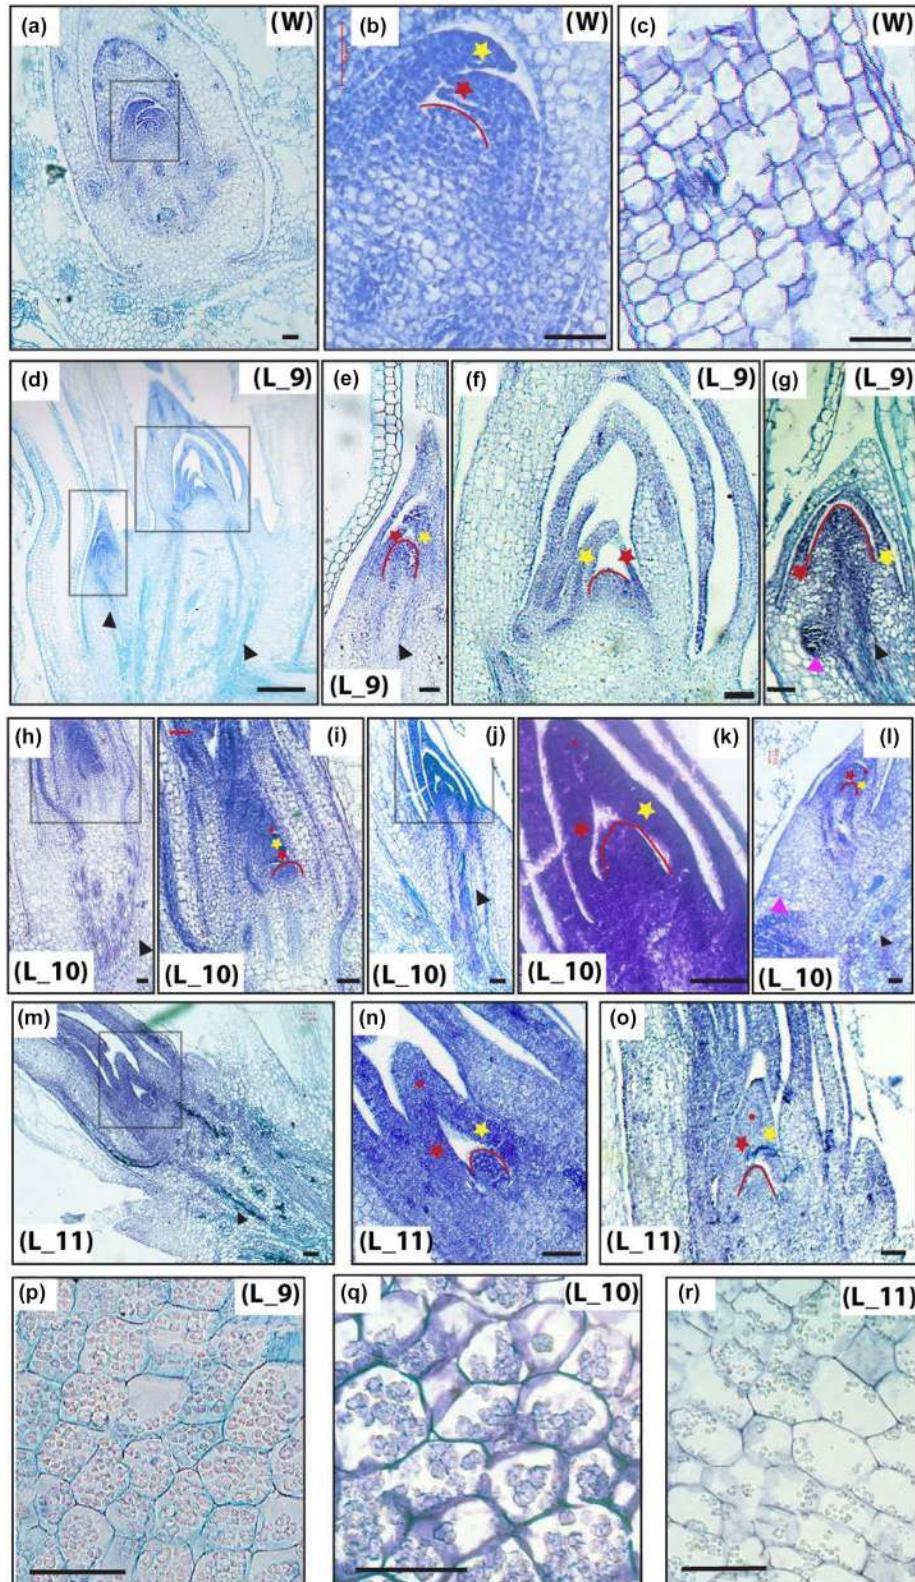 (a) (W) (b) (W) (c) (W)
(d) (L_9) (e) (L_9) (f) (L_9) (g) (L_9)
(h) (L_10) (i) (L_10) (j) (L_10) (k) (L_10) (l) (L_10)
(m) (L_11) (n) (L_11) (o) (L_11)
(p) (L_9) (q) (L_10) (r) (L_11)